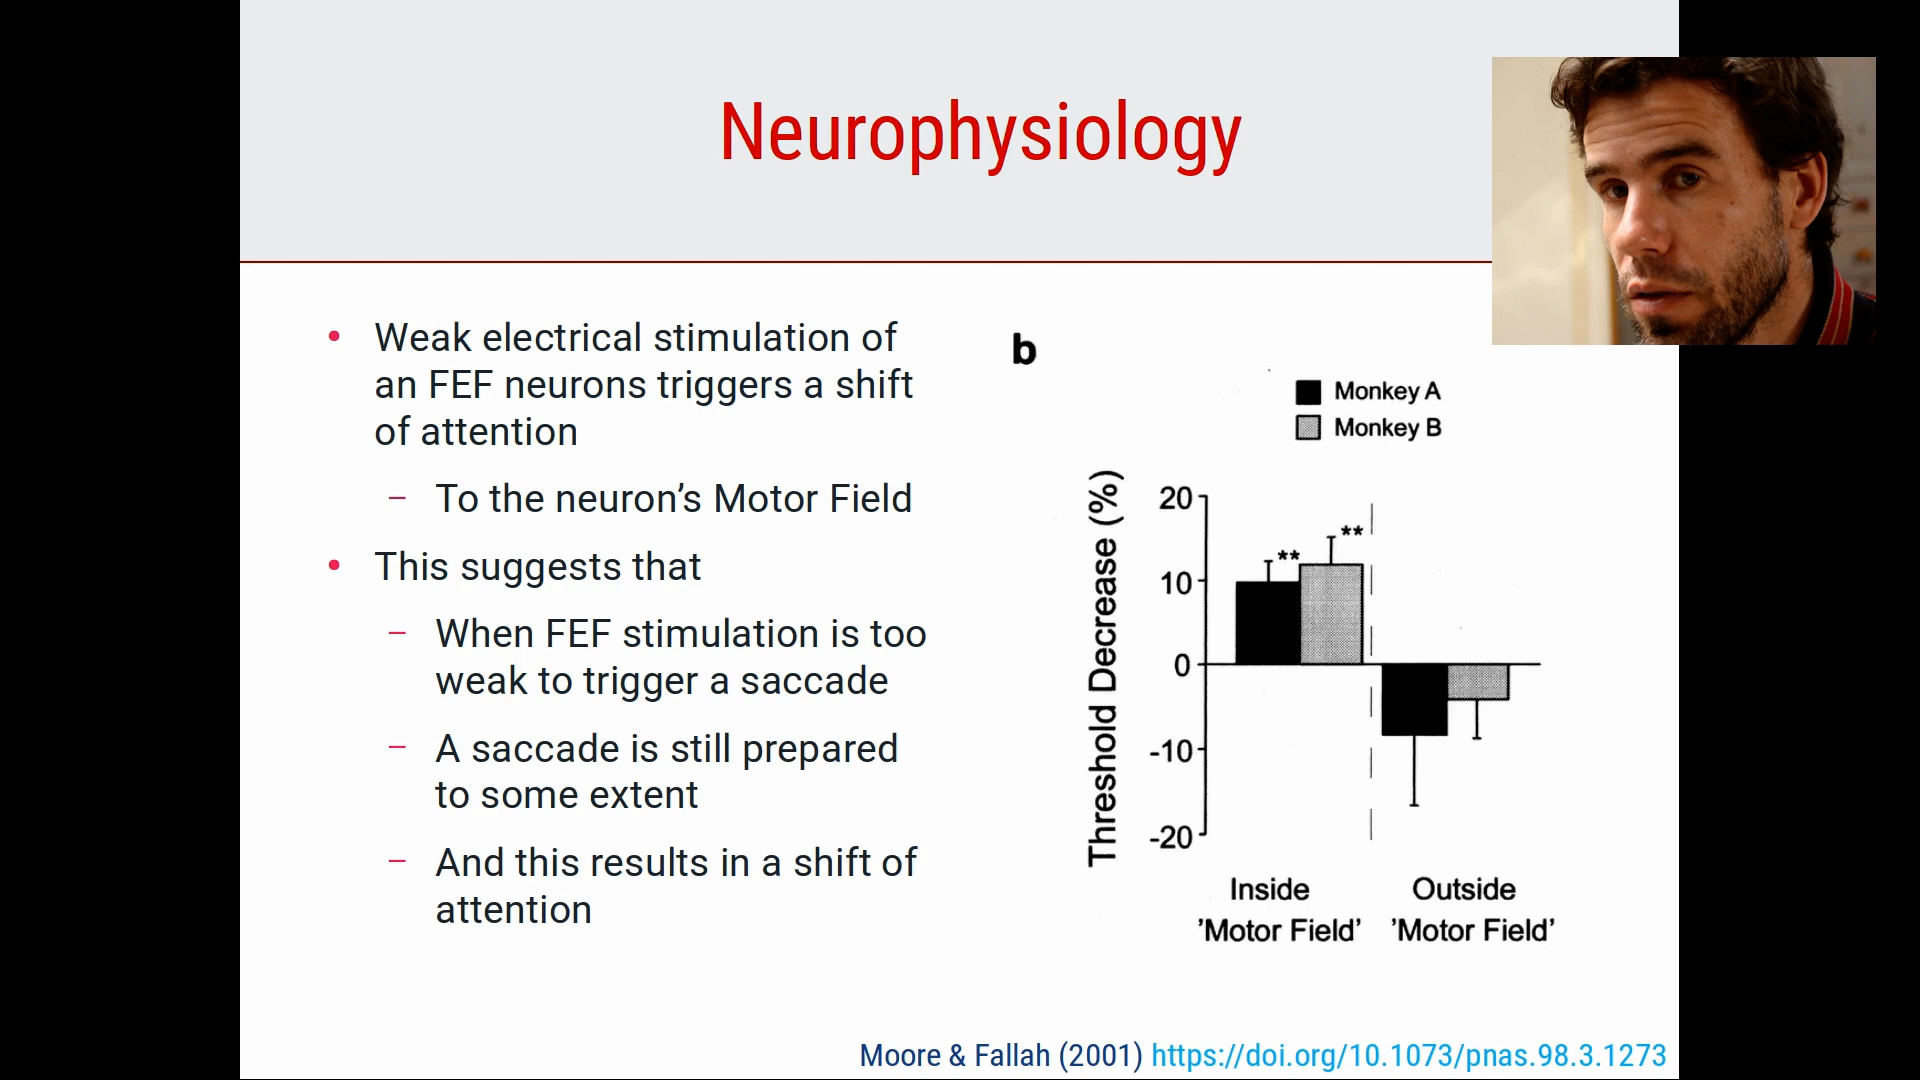 Neurophysiology
• Weak electrical stimulation of
an FEF neurons triggers a shift
of attention
– To the neuron’s Motor Field
• This suggests that
– When FEF stimulation is too
weak to trigger a saccade
– A saccade is still prepared
to some extent
– And this results in a shift of
attention
b
Monkey A
Monkey B
Threshold Decrease (%)
20
10
0
-10
-20
**
**
Inside
'Motor Field'
Outside
'Motor Field'
Moore & Fallah (2001) https://doi.org/10.1073/pnas.98.3.1273